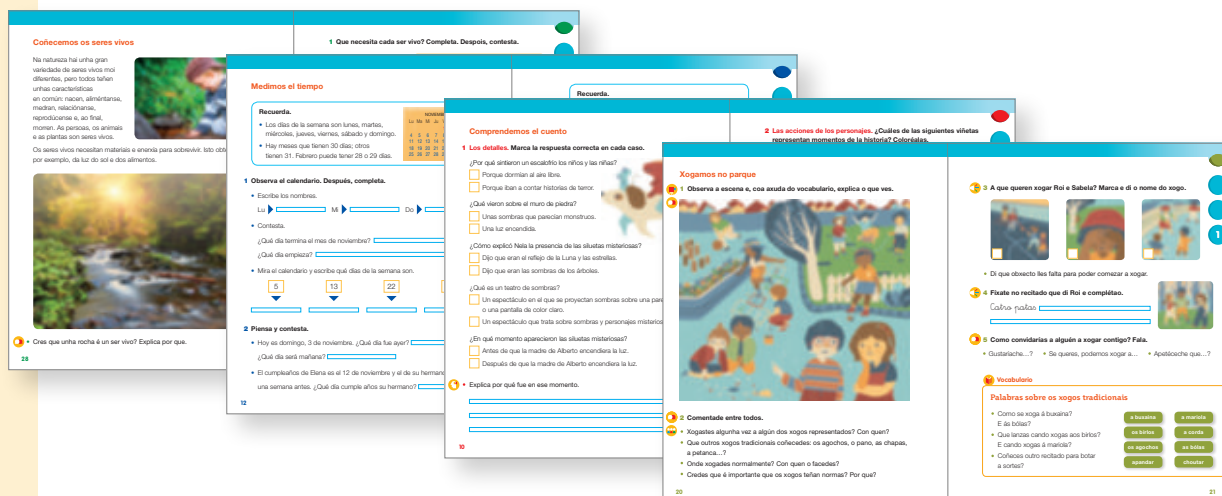 Coñecemos os seres vivos
Na natureza hai unha gran
variedade de seres vivos moi
diferentes, pero todos teñen
unhas características
en común: nacen, aliméntanse,
medran, relaciónanse,
reprodúcense e, ao final,
morren. As persoas, os animais
e as plantas son seres vivos.
Os seres vivos necesitan materiais e enerxía para sobrevivir. Isto
por exemplo, da luz do sol e dos alimentos.
• Cres que unha rocha é un ser vivo? Explica por que.
28
1 Que necesita cada ser vivo? Completa. Despois, contesta.
Medimos el tiempo
Recuerda.
• Los días de la semana son lunes, martes,
miércoles, jueves, viernes, sábado y domingo.
• Hay meses que tienen 30 días; otros
tienen 31. Febrero puede tener 28 o 29 días.
Lu Ma Mi Ju
4 5 6 7
11 12 13 14
18 19 20 21
25 26 27 28
1 Observa el calendario. Después, completa.
• Escribe los nombres.
Lu Mi Do
• Contesta.
¿Qué día termina el mes de noviembre?
¿Qué día empieza?
• Mira el calendario y escribe qué días de la semana son.
5 13 22
2 Piensa y contesta.
• Hoy es domingo, 3 de noviembre. ¿Qué día fue ayer?
¿Qué día será mañana?
• El cumpleaños de Elena es el 12 de noviembre y el de su
una semana antes. ¿Qué día cumple años su hermano?
12
Recuerda.
Comprendemos el cuento
1 Los detalles. Marca la respuesta correcta en cada caso.
¿Por qué sintieron un escalofrío los niños y las niñas?
Porque dormían al aire libre.
Porque iban a contar historias de terror.
¿Qué vieron sobre el muro de piedra?
Unas sombras que parecían monstruos.
Una luz encendida.
¿Cómo explicó Nela la presencia de las siluetas misteriosas?
Dijo que eran el reflejo de la Luna y las estrellas.
Dijo que eran las sombras de los árboles.
¿Qué es un teatro de sombras?
Un espectáculo en el que se proyectan sombras sobre una
o una pantalla de color claro.
Un espectáculo que trata sobre sombras y personajes
¿En qué momento aparecieron las siluetas misteriosas?
Antes de que la madre de Alberto encendiera la luz.
Después de que la madre de Alberto encendiera la luz.
• Explica por qué fue en ese momento.
10
2 Las acciones de los personajes. ¿Cuáles de las siguientes viñetas
representan momentos de la historia? Coloréalas.
Xogamos no parque
1 Observa a escena e, coa axuda do vocabulario, explica o que ves.
2 Comentade entre todos.
• Xogastes algunha vez a algún dos xogos representados? Con quen?
• Que outros xogos tradicionais coñecedes: os agochos, o pano, as chapas,
a petanca...?
• Onde xogades normalmente? Con quen o facedes?
• Credes que é importante que os xogos teñan normas? Por que?
20
3 A que queren xogar Roi e Sabela? Marca e di o nome do xogo.
1
• Di que obxecto lles falta para poder comezar a xogar.
4 Fíxate no recitado que di Roi e complétao.
Catro patas
5 Como convidarías a alguén a xogar contigo? Fala.
• Gustaríache...? • Se queres, podemos xogar a... • Apetéceche que...?
Vocabulario
Palabras sobre os xogos tradicionais
• Como se xoga á buxaina?
E ás bólas?
• Que lanzas cando xogas aos birlos?
E cando xogas á mariola?
• Coñeces outro recitado para botar
a sortes?
a buxaina a mariola
os birlos a corda
os agochos as bólas
apandar choutar
21